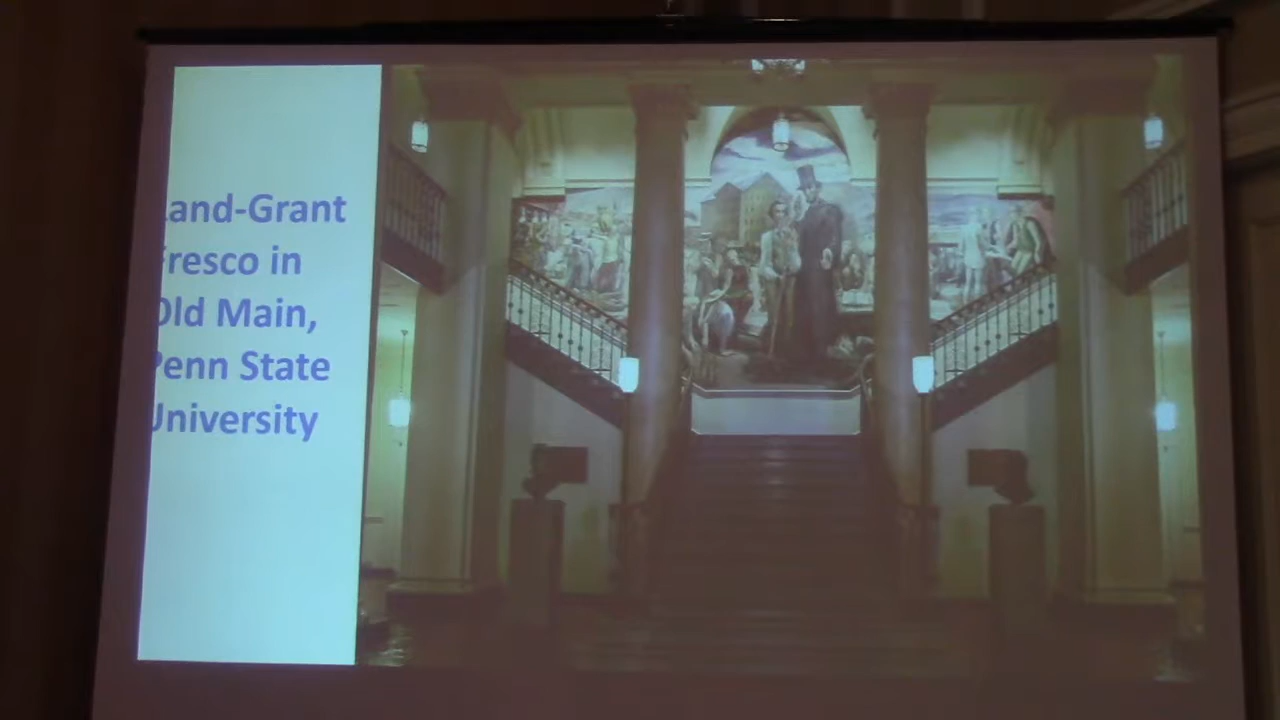 Land-Grant
Fresco in
Old Main,
Penn State
University